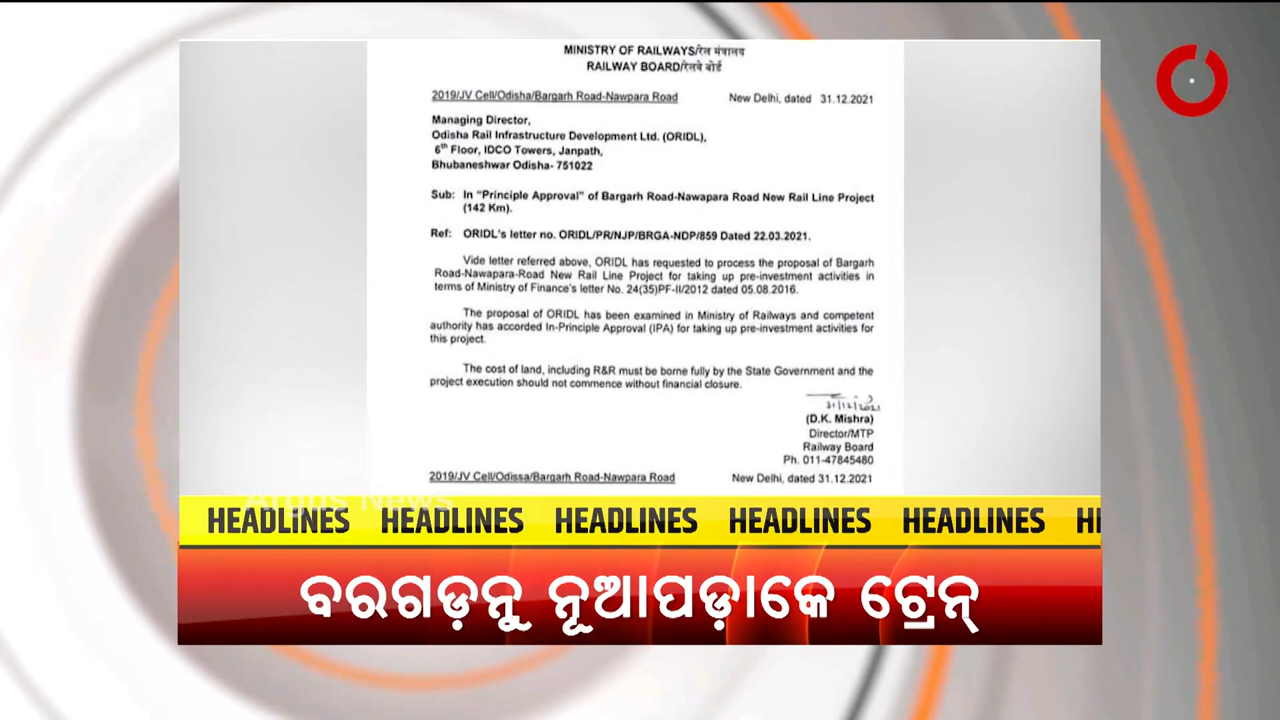 MINISTRY OF RAILWAYS/रेल मंत्रालय
RAILWAY BOARD/रेलवे बोर्ड
2019/JV Cell/Odisha/Bargarh Road-Nawpara Road New Delhi, dated 31.12.2021
Managing Director,
Odisha Rail Infrastructure Development Ltd. (ORIDL),
6th Floor, IDCO Towers, Janpath,
Bhubaneshwar Odisha- 751022
Sub: In "Principle Approval" of Bargarh Road-Nawapara Road New Rail Line Project
(142 Km).
Ref: ORIDL's letter no. ORIDL/PR/NJP/BRGA-NDP/859 Dated 22.03.2021.
Vide letter referred above, ORIDL has requested to process the proposal of Bargarh
Road-Nawapara-Road New Rail Line Project for taking up pre-investment activities in
terms of Ministry of Finance's letter No. 24(35)PF-II/2012 dated 05.08.2016.
The proposal of ORIDL has been examined in Ministry of Railways and competent
authority has accorded In-Principle Approval (IPA) for taking up pre-investment activities for
this project.
The cost of land, including R&R must be borne fully by the State Government and the
project execution should not commence without financial closure.
31/12/2021
(D.K. Mishra)
Director/MTP
Railway Board
Ph. 011-47845480
2019/JV Cell/Odissa/Bargarh Road-Nawpara Road New Delhi, dated 31.12.2021
Argus News
HEADLINES HEADLINES HEADLINES HEADLINES HEADLINES
ବରଗଡ଼ନୁ ନୂଆପଡ଼ାକେ ଟ୍ରେନ୍